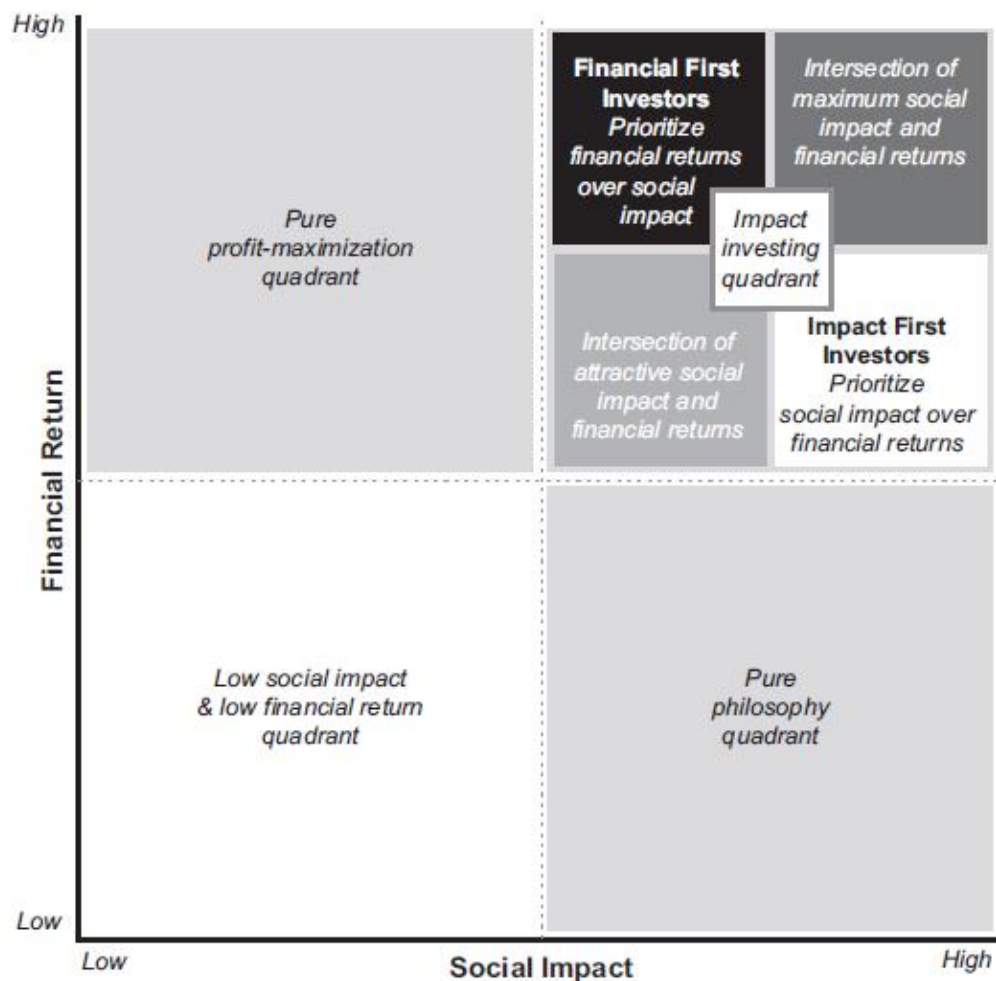 High
Financial First
Investors
Prioritize
financial returns
over social
impact
Intersection of
maximum social
impact and
financial returns
Pure
profit-maximization
quadrant
Impact
investing
quadrant
Intersection of
attractive social
impact and
financial returns
Impact First
Investors
Prioritize
social impact over
financial returns
Financial Return
Low social impact
& low financial return
quadrant
Pure
philosophy
quadrant
Low
Low
Social Impact
High